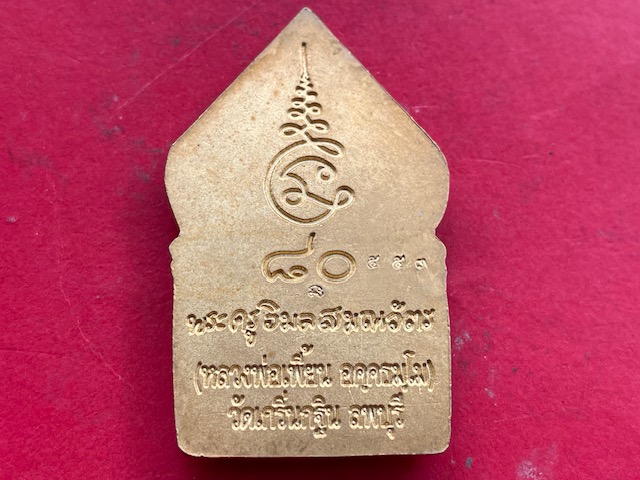 ๘๐ ๕๕๓
พระครูวิมลสมณวัตร
(หลวงพ่อเพี้ยน อคฺคธมฺโม)
วัดเกริ่นกฐิน ลพบุรี